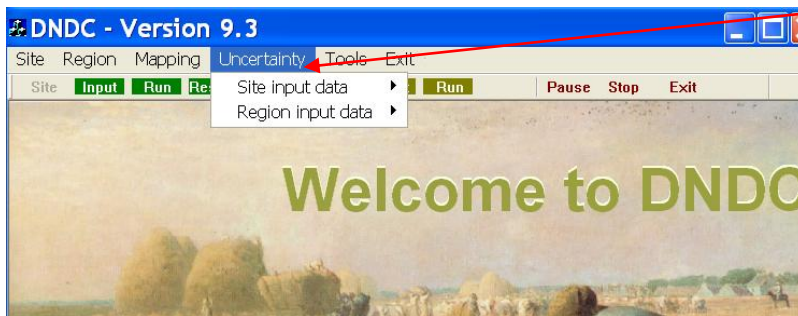 DNDC - Version 9.3
Site Region Mapping Uncertainty Tools Exit
Site Input Run Run Pause Stop Exit
Site input data
Region input data
Welcome to DNDC